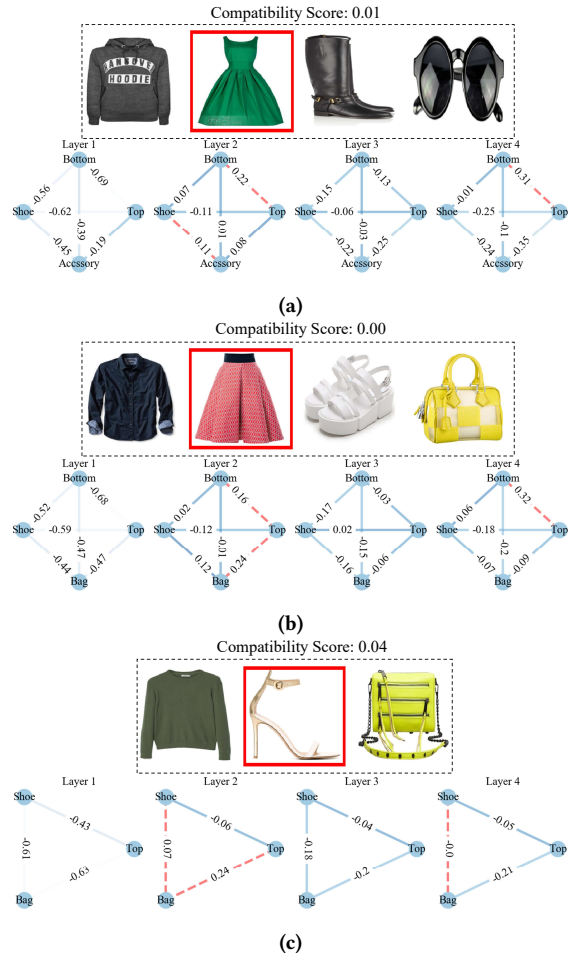 Compatibility Score: 0.01
HOODIE
Layer 1
Layer 2
Layer 3
Layer 4
Bottom
Bottom
Bottom
Bottom
-0.56
-0.69
0.07
0.22
-0.15
-0.13
-0.01
0.31
Shoe
-0.62
Top
Shoe
-0.11
Top
Shoe
-0.06
Top
Shoe
-0.25
Top
-0.39
0.01
-0.03
-0.1
-0.45
-0.19
0.11
0.08
-0.22
-0.25
-0.24
-0.35
Accssory
Accssory
Accssory
Accssory
(a)
Compatibility Score: 0.00
Layer 1
Layer 2
Layer 3
Layer 4
Bottom
Bottom
Bottom
Bottom
-0.52
-0.68
0.02
0.16
-0.17
-0.03
0.06
0.32
Shoe
-0.59
Top
Shoe
-0.12
Top
Shoe
0.02
Top
Shoe
-0.18
Top
-0.47
-0.01
-0.15
-0.2
-0.44
-0.47
0.12
0.24
-0.16
-0.06
-0.07
-0.09
Bag
Bag
Bag
Bag
(b)
Compatibility Score: 0.04
Layer 1
Layer 2
Layer 3
Layer 4
Shoe
Shoe
Shoe
Shoe
-0.43
-0.06
-0.04
-0.05
-0.61
Top
0.07
Top
-0.18
Top
-0.0
Top
-0.63
0.24
-0.2
-0.21
Bag
Bag
Bag
Bag
(c)